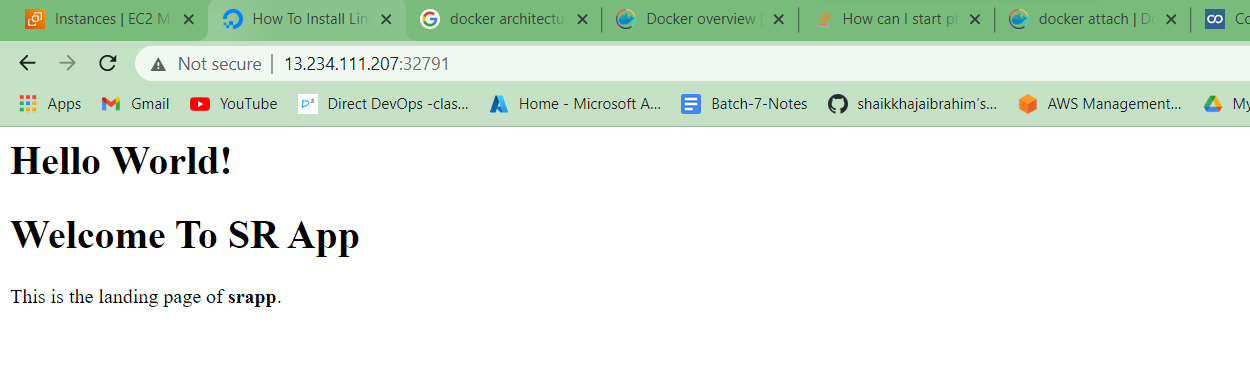 Instances | EC2 M
How To Install Lin
docker architectu
Docker overview |
How can I start p
docker attach | Do
Co
Not secure | 13.234.111.207:32791
Apps
Gmail
YouTube
Direct DevOps -clas...
Home - Microsoft A...
Batch-7-Notes
shaikkhajaibrahim's...
AWS Management...
My
Hello World!
Welcome To SR App
This is the landing page of srapp.